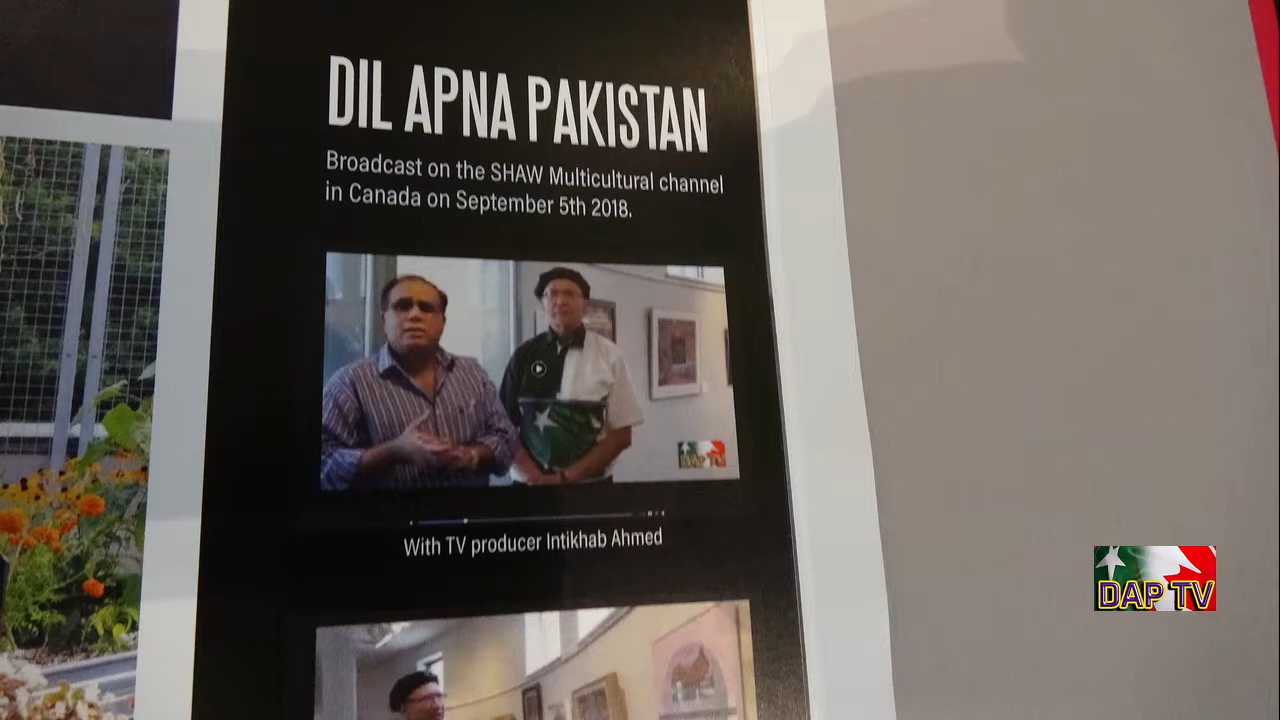 DIL APNA PAKISTAN
Broadcast on the SHAW Multicultural channel
in Canada on September 5th 2018.
DAP TV
With TV producer Intikhab Ahmed
DAP TV